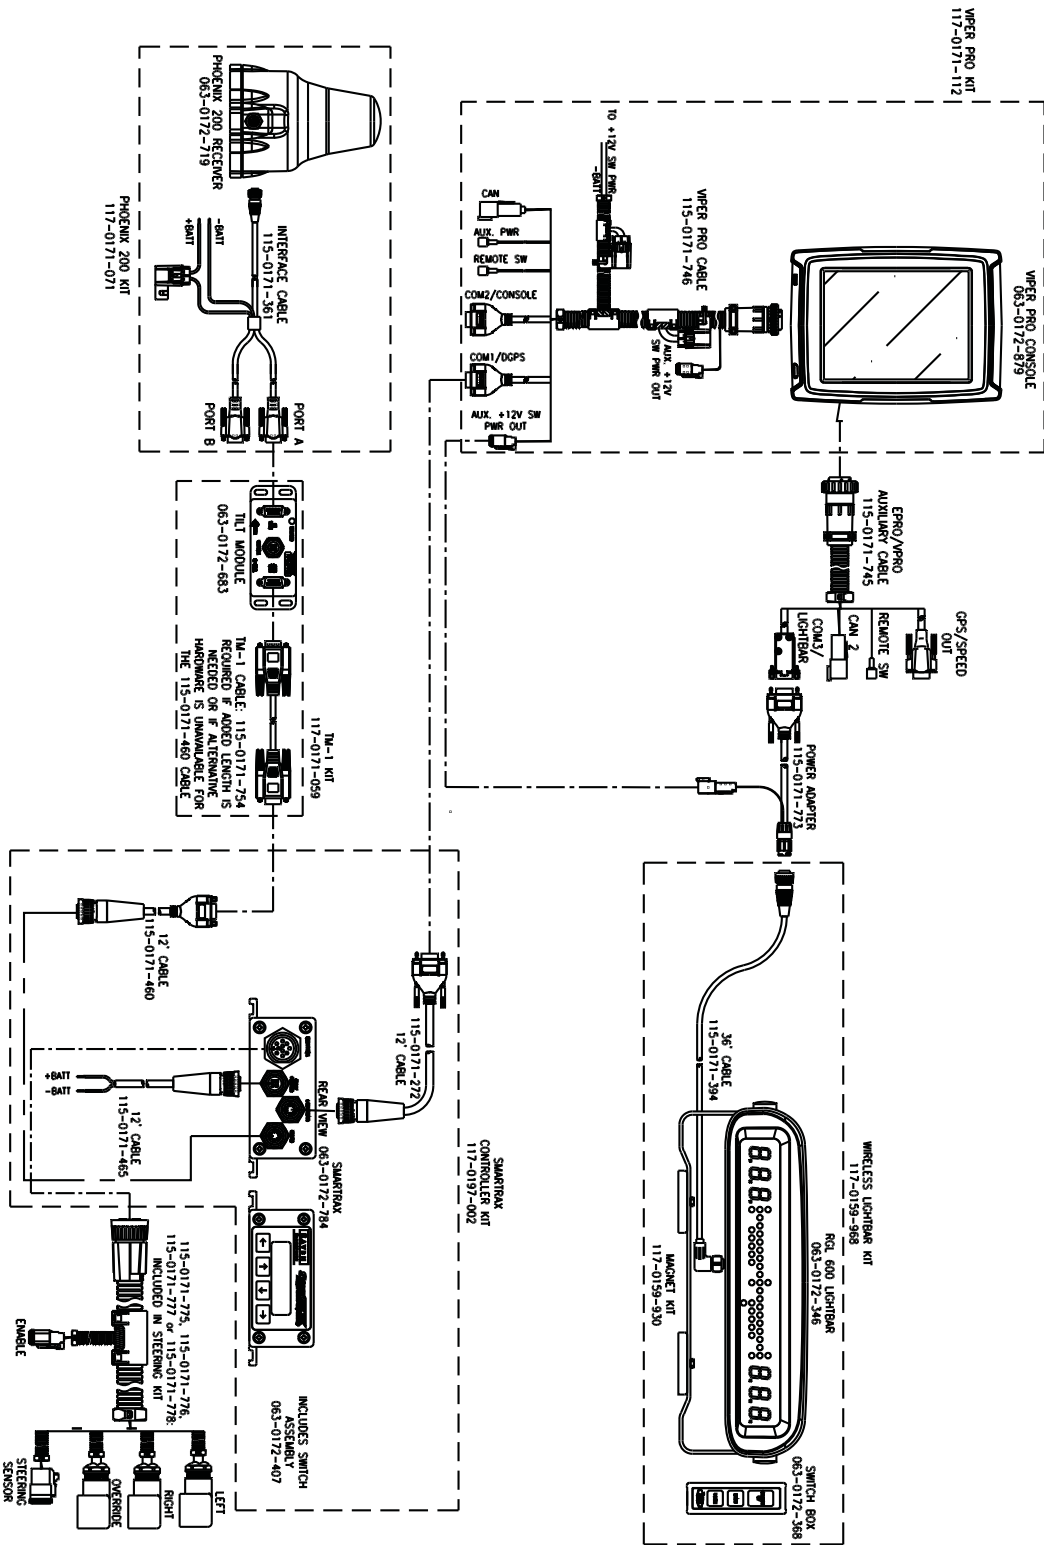 VIPER PRO KIT
117-0171-112
VIPER PRO CONSOLE
063-0172-879
VIPER PRO CABLE
115-0171-746
TO +12V SW PWR
-BATT
CAN
AUX. PWR
REMOTE SW
COM2/CONSOLE
COM1/DGPS
AUX. +12V SW
PWR OUT
AUX. +12V
SW PWR OUT
PHOENIX 200 RECEIVER
063-0172-719
PHOENIX 200 KIT
117-0171-071
INTERFACE CABLE
115-0171-361
-BATT
+BATT
PORT A
PORT B
EPRO/VPRO
AUXILIARY CABLE
115-0171-745
GPS/SPEED
OUT
REMOTE SW
CAN 2
COM3/
LIGHTBAR
POWER ADAPTER
115-0171-773
TILT MODULE
063-0172-683
TM-1 KIT
117-0171-059
TM-1 CABLE: 115-0171-754
REQUIRED IF ADDED LENGTH IS
NEEDED OR IF ALTERNATIVE
HARDWARE IS UNAVAILABLE FOR
THE 115-0171-460 CABLE
WIRELESS LIGHTBAR KIT
117-0159-968
RGL 600 LIGHTBAR
063-0172-346
36' CABLE
115-0171-394
MAGNET KIT
117-0159-930
8.8.8.
8.8.8.
SWITCH BOX
063-0172-368
SMARTRAX
CONTROLLER KIT
117-0197-002
115-0171-272
12' CABLE
12' CABLE
115-0171-460
SMARTRAX
REAR VIEW 063-0172-784
+BATT
-BATT
12' CABLE
115-0171-465
INCLUDES SWITCH
ASSEMBLY
063-0172-407
115-0171-775, 115-0171-776,
115-0171-777 or 115-0171-778:
INCLUDED IN STEERING KIT
ENABLE
LEFT
RIGHT
OVERRIDE
STEERING
SENSOR